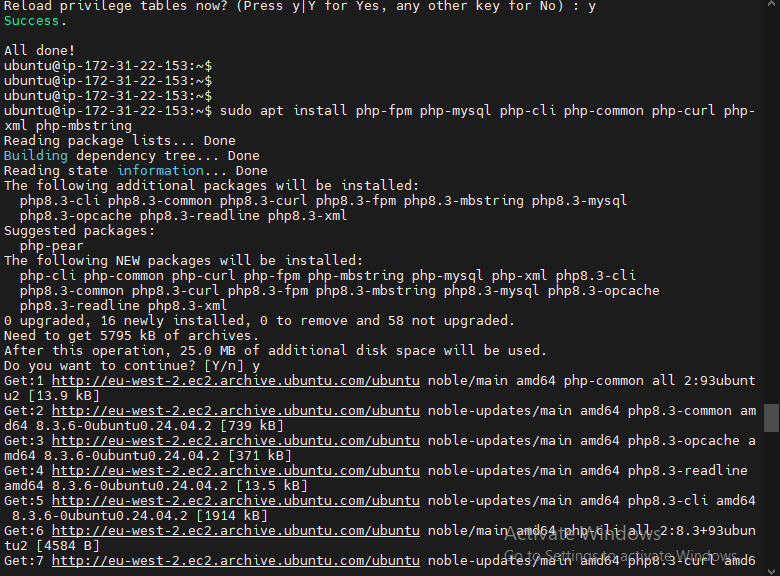 Reload privilege tables now? (Press y|Y for Yes, any other key for No) : y
Success.
All done!
ubuntu@ip-172-31-22-153:~$
ubuntu@ip-172-31-22-153:~$
ubuntu@ip-172-31-22-153:~$
ubuntu@ip-172-31-22-153:~$ sudo apt install php-fpm php-mysql php-cli php-common php-curl php-
xml php-mbstring
Reading package lists... Done
Building dependency tree... Done
Reading state information... Done
The following additional packages will be installed:
  php8.3-cli php8.3-common php8.3-curl php8.3-fpm php8.3-mbstring php8.3-mysql
  php8.3-opcache php8.3-readline php8.3-xml
Suggested packages:
  php-pear
The following NEW packages will be installed:
  php-cli php-common php-curl php-fpm php-mbstring php-mysql php-xml php8.3-cli
  php8.3-common php8.3-curl php8.3-fpm php8.3-mbstring php8.3-mysql php8.3-opcache
  php8.3-readline php8.3-xml
0 upgraded, 16 newly installed, 0 to remove and 58 not upgraded.
Need to get 5795 kB of archives.
After this operation, 25.0 MB of additional disk space will be used.
Do you want to continue? [Y/n] y
Get:1 http://eu-west-2.ec2.archive.ubuntu.com/ubuntu noble/main amd64 php-common all 2:93ubunt
u2 [13.9 kB]
Get:2 http://eu-west-2.ec2.archive.ubuntu.com/ubuntu noble-updates/main amd64 php8.3-common am
d64 8.3.6-0ubuntu0.24.04.2 [739 kB]
Get:3 http://eu-west-2.ec2.archive.ubuntu.com/ubuntu noble-updates/main amd64 php8.3-opcache a
md64 8.3.6-0ubuntu0.24.04.2 [371 kB]
Get:4 http://eu-west-2.ec2.archive.ubuntu.com/ubuntu noble-updates/main amd64 php8.3-readline
amd64 8.3.6-0ubuntu0.24.04.2 [13.5 kB]
Get:5 http://eu-west-2.ec2.archive.ubuntu.com/ubuntu noble-updates/main amd64 php8.3-cli amd64
 8.3.6-0ubuntu0.24.04.2 [1914 kB]
Get:6 http://eu-west-2.ec2.archive.ubuntu.com/ubuntu noble/main amd64 php-cli all 2:8.3+93ubun
tu2 [4584 B]
Get:7 http://eu-west-2.ec2.archive.ubuntu.com/ubuntu noble-updates/main amd64 php8.3-curl amd6
Activate Windows
Go to Settings to activate Windows.